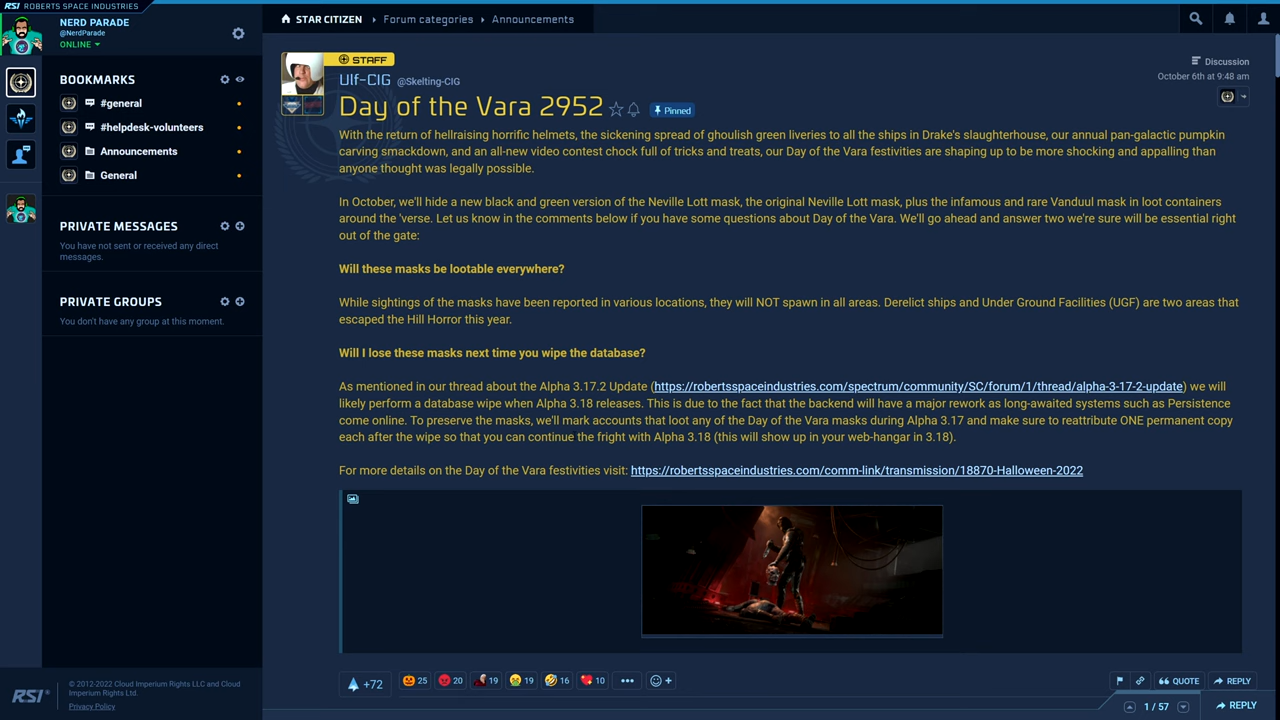 RSI ROBERTS SPACE INDUSTRIES
NERD PARADE
@NerdParade
ONLINE
BOOKMARKS
#general
#helpdesk-volunteers
Announcements
General
PRIVATE MESSAGES
You have not sent or received any direct
messages.
PRIVATE GROUPS
You don't have any group at this moment.
RSI
© 2012-2022 Cloud Imperium Rights LLC and Cloud
Imperium Rights Ltd.
Privacy Policy
STAR CITIZEN > Forum categories > Announcements
STAFF
Ulf-CIG @Skelting-CIG
Discussion
October 6th at 9:48 am
Day of the Vara 2952 Pinned
With the return of hellraising horrific helmets, the sickening spread of ghoulish green liveries to all the ships in Drake's slaughterhouse, our annual pan-galactic pumpkin
carving smackdown, and an all-new video contest chock full of tricks and treats, our Day of the Vara festivities are shaping up to be more shocking and appalling than
anyone thought was legally possible.
In October, we'll hide a new black and green version of the Neville Lott mask, the original Neville Lott mask, plus the infamous and rare Vanduul mask in loot containers
around the 'verse. Let us know in the comments below if you have some questions about Day of the Vara. We'll go ahead and answer two we're sure will be essential right
out of the gate:
Will these masks be lootable everywhere?
While sightings of the masks have been reported in various locations, they will NOT spawn in all areas. Derelict ships and Under Ground Facilities (UGF) are two areas that
escaped the Hill Horror this year.
Will I lose these masks next time you wipe the database?
As mentioned in our thread about the Alpha 3.17.2 Update (https://robertsspaceindustries.com/spectrum/community/SC/forum/1/thread/alpha-3-17-2-update) we will
likely perform a database wipe when Alpha 3.18 releases. This is due to the fact that the backend will have a major rework as long-awaited systems such as Persistence
come online. To preserve the masks, we'll mark accounts that loot any of the Day of the Vara masks during Alpha 3.17 and make sure to reattribute ONE permanent copy
each after the wipe so that you can continue the fright with Alpha 3.18 (this will show up in your web-hangar in 3.18).
For more details on the Day of the Vara festivities visit: https://robertsspaceindustries.com/comm-link/transmission/18870-Halloween-2022
+72 25 20 19 19 16 10 ••• + QUOTE REPLY
1 / 57 REPLY